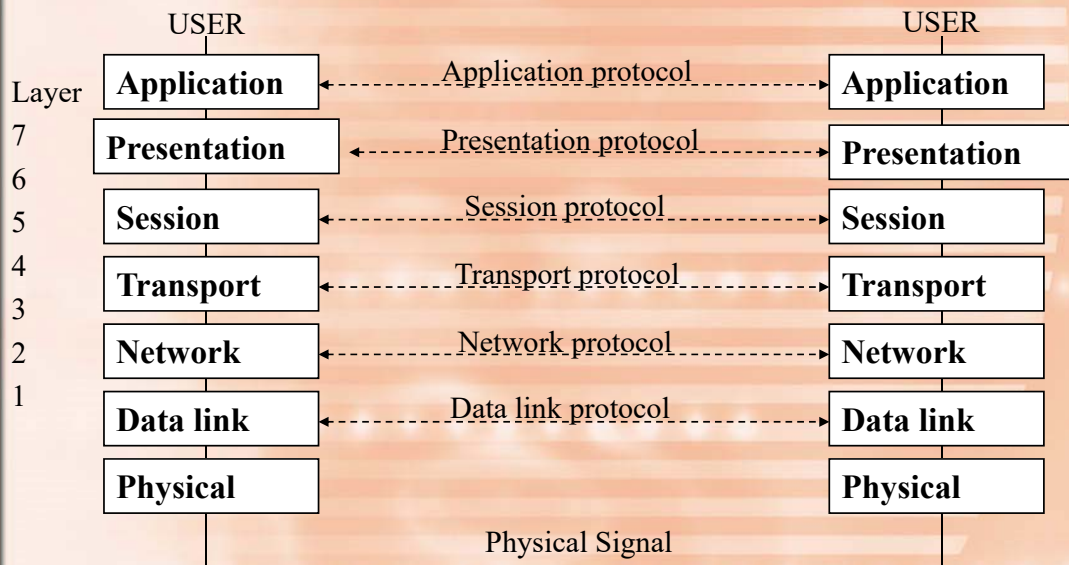 USER USER
Application Application protocol Application
Layer
7 Presentation Presentation protocol Presentation
6
5 Session Session protocol Session
4 Transport Transport protocol Transport
3
2 Network Network protocol Network
1
Data link Data link protocol Data link
Physical Physical
Physical Signal